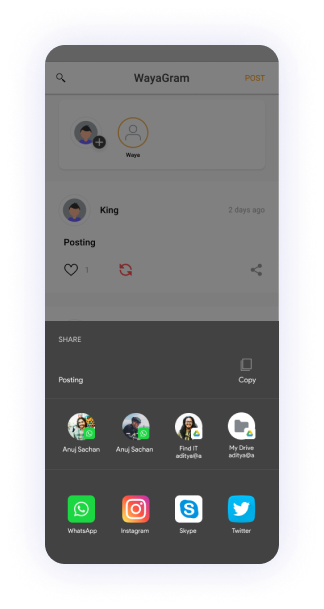 WayaGram POST
Waya
King 2 days ago
Posting
1
SHARE
Posting Copy
Anuj Sachan Anuj Sachan Find IT My Drive
aditya@a aditya@a
WhatsApp Instagram Skype Twitter